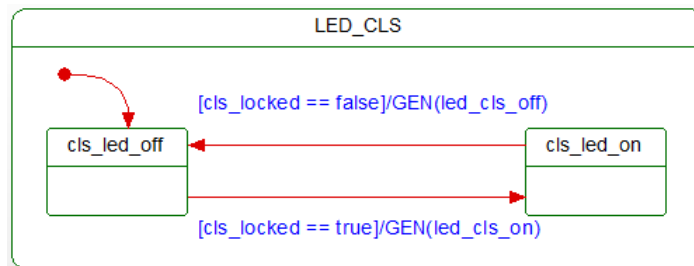 LED_CLS
[cls_locked == false]/GEN(led_cls_off)
cls_led_off
cls_led_on
[cls_locked == true]/GEN(led_cls_on)